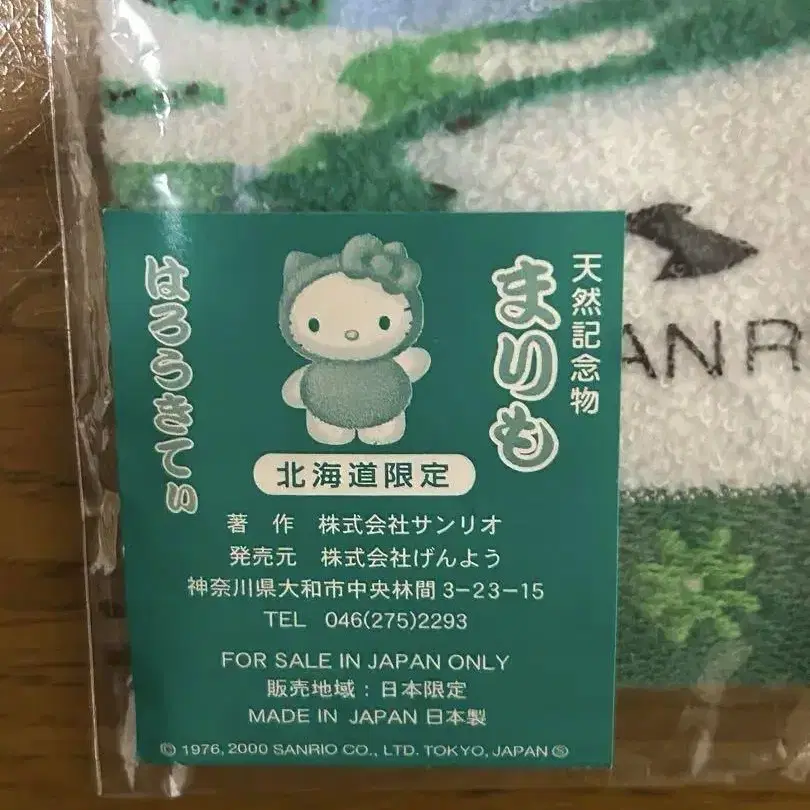 天然記念物
まりも
はろうきてぃ
北海道限定
著 作 株式会社サンリオ
発売元 株式会社げんよう
神奈川県大和市中央林間3-23-15
TEL 046(275)2293
FOR SALE IN JAPAN ONLY
販売地域:日本限定
MADE IN JAPAN 日本製
© 1976, 2000 SANRIO CO., LTD. TOKYO, JAPAN Ⓢ
ANR